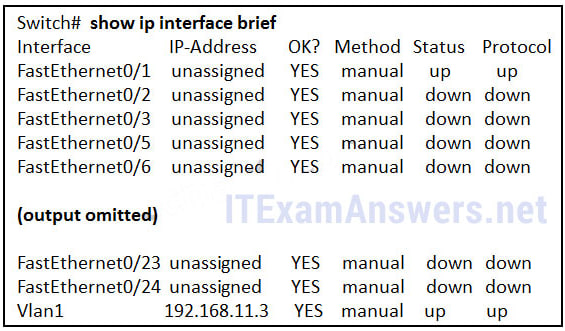 Switch# show ip interface brief
Interface IP-Address OK? Method Status Protocol
FastEthernet0/1 unassigned YES manual up up
FastEthernet0/2 unassigned YES manual down down
FastEthernet0/3 unassigned YES manual down down
FastEthernet0/5 unassigned YES manual down down
FastEthernet0/6 unassigned YES manual down down
(output omitted)
ITExamAnswers.net
FastEthernet0/23 unassigned YES manual down down
FastEthernet0/24 unassigned YES manual down down
Vlan1 192.168.11.3 YES manual up up